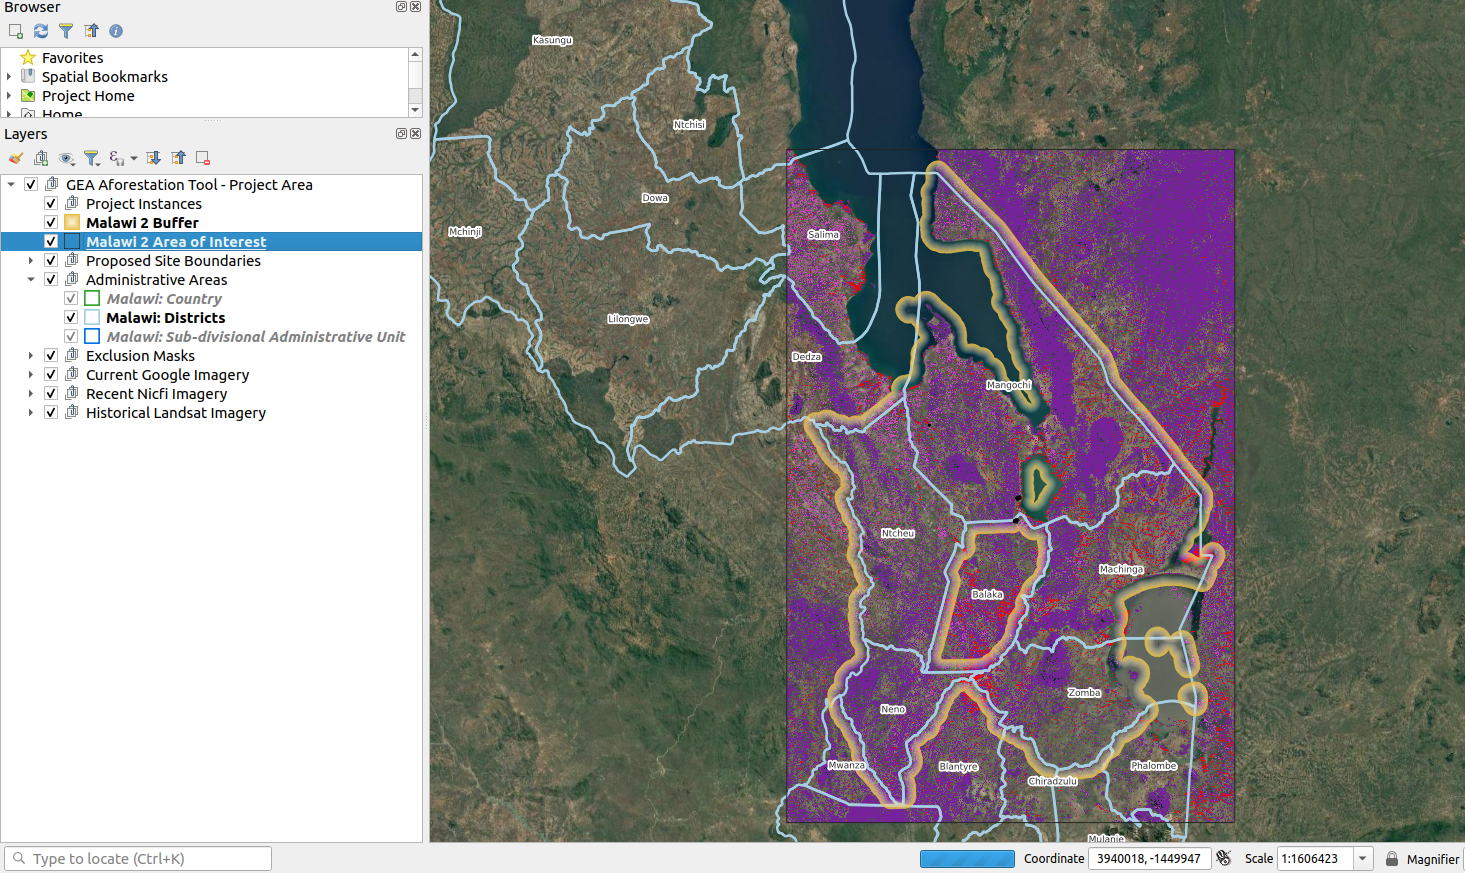 Browser
Favorites
Spatial Bookmarks
Project Home
Home
Layers
GEA Aforestation Tool - Project Area
Project Instances
Malawi 2 Buffer
Malawi 2 Area of Interest
Proposed Site Boundaries
Administrative Areas
Malawi: Country
Malawi: Districts
Malawi: Sub-divisional Administrative Unit
Exclusion Masks
Current Google Imagery
Recent Nicfi Imagery
Historical Landsat Imagery
Kasungu
Ntchisi
Dowa
Mchinji
Salima
Lilongwe
Dedza
Mangochi
Ntcheu
Machinga
Balaka
Zomba
Neno
Mwanza
Blantyre
Phalombe
Chiradzulu
Mulanje
Type to locate (Ctrl+K)
Coordinate 3940018, -1449947
Scale 1:1606423
Magnifier